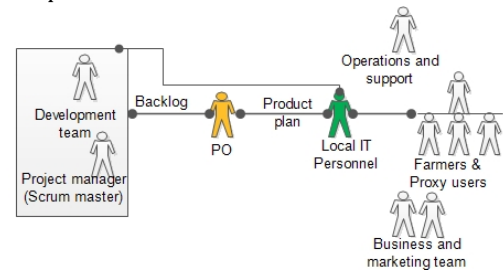 Operations and
support
Development
team
Backlog
PO
Product
plan
Local IT
Personnel
Farmers &
Proxy users
Project manager
(Scrum master)
Business and
marketing team